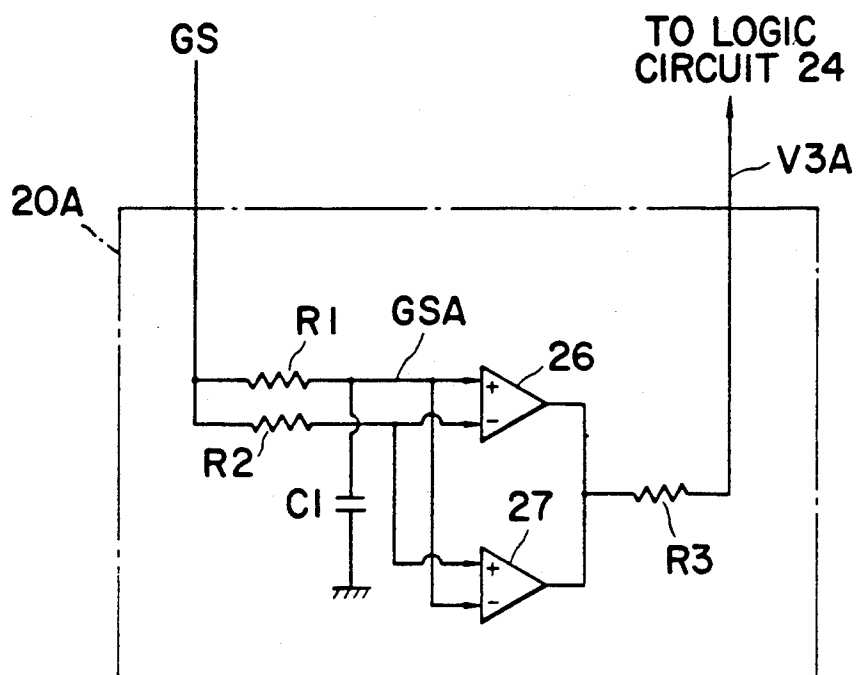 GS
TO LOGIC
CIRCUIT 24
V3A
20A
R1
GSA
26
+
-
R2
C1
27
+
-
R3